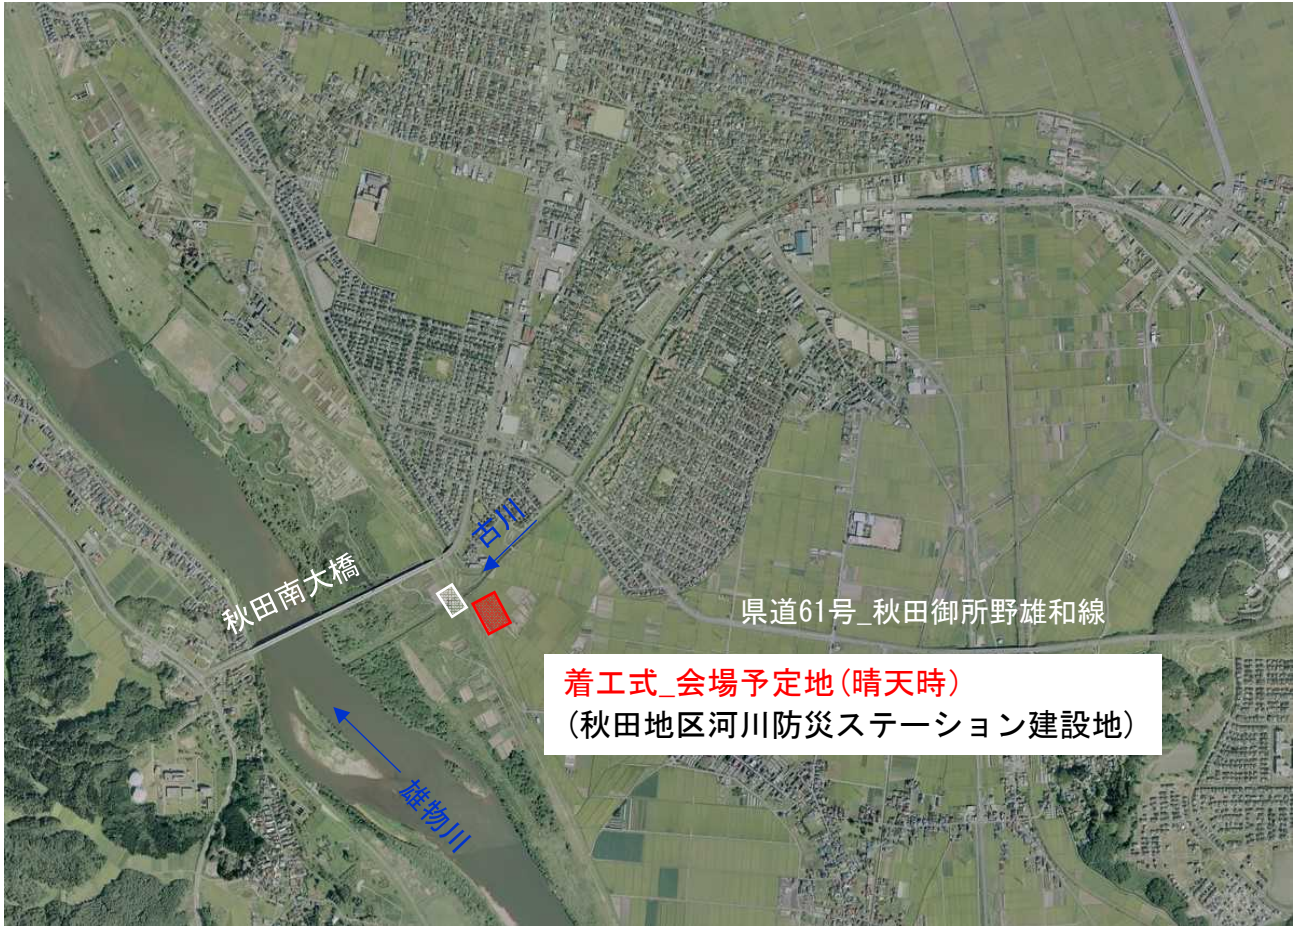 古川
秋田南大橋
県道61号_秋田御所野雄和線
着工式_会場予定地(晴天時)
(秋田地区河川防災ステーション建設地)
雄物川